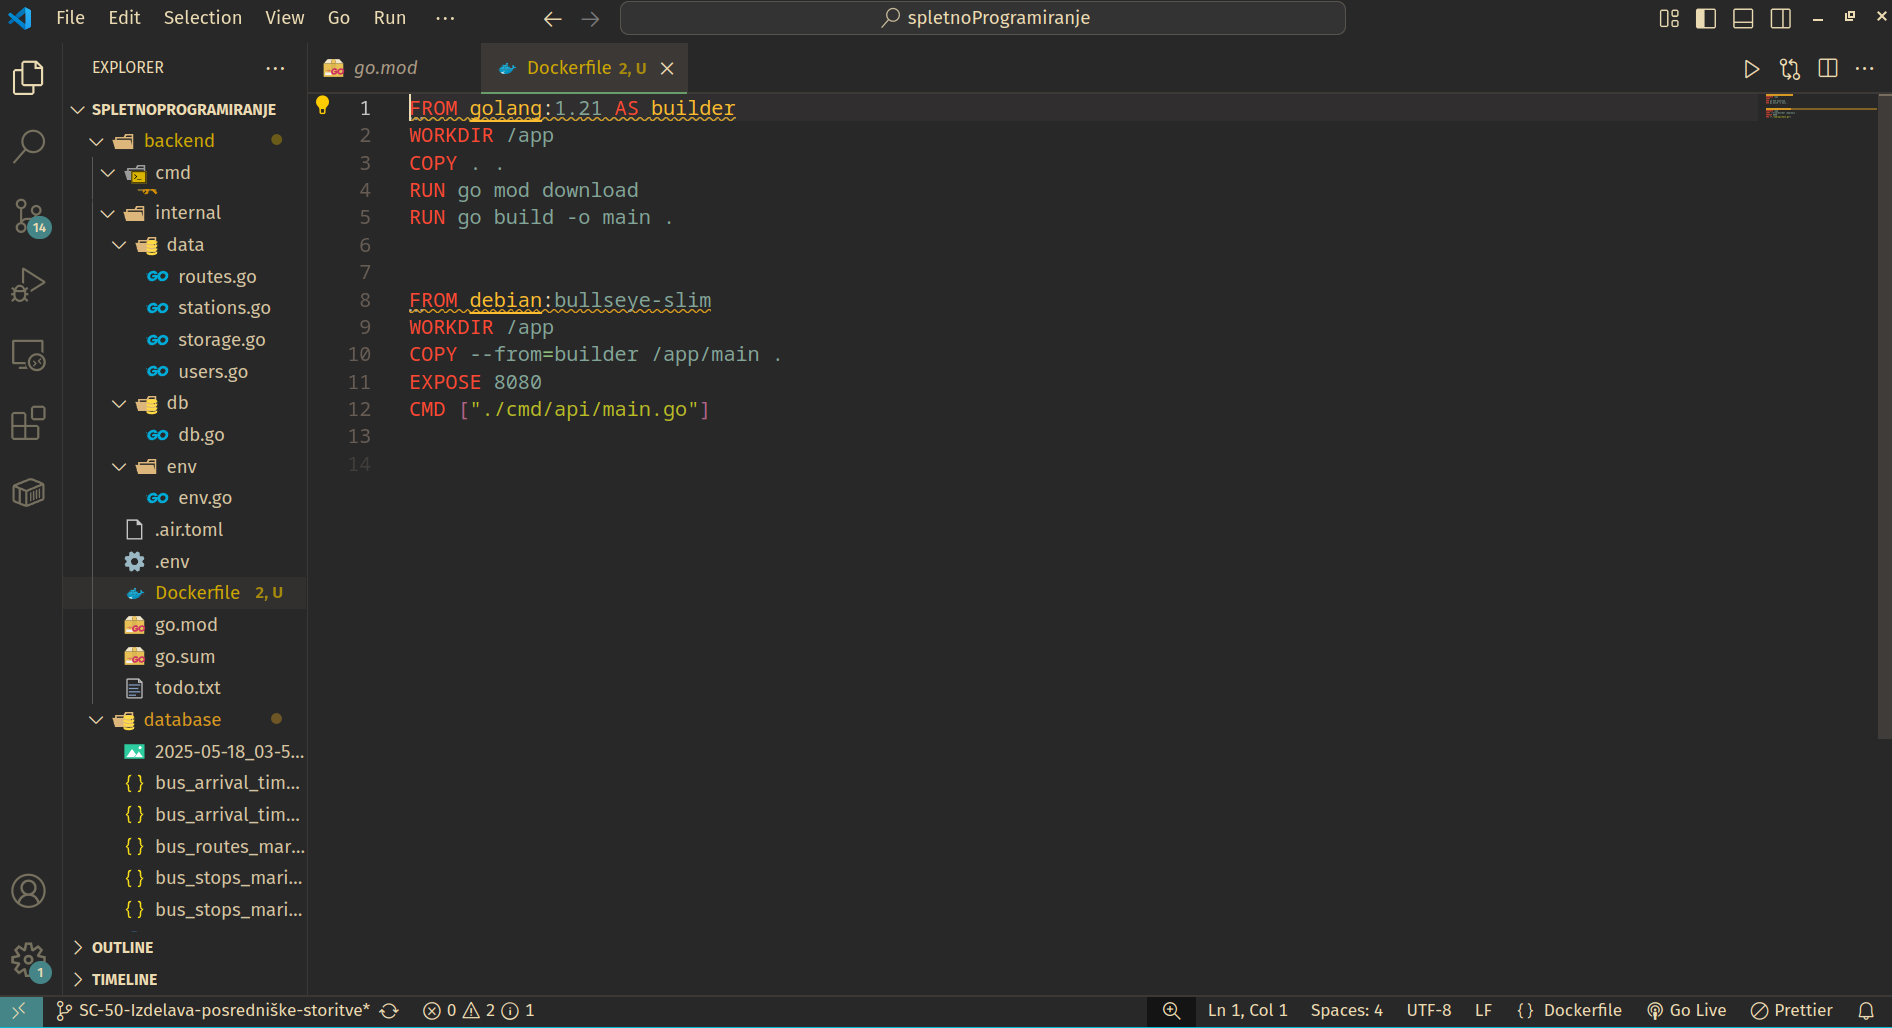 File Edit Selection View Go Run ···
spletnoProgramiranje
EXPLORER ···
go.mod
Dockerfile 2, U
SPLETNOPROGRAMIRANJE
backend
cmd
internal
data
routes.go
stations.go
storage.go
users.go
db
db.go
env
env.go
.air.toml
.env
Dockerfile 2, U
go.mod
go.sum
todo.txt
database
2025-05-18_03-5...
bus_arrival_tim...
bus_arrival_tim...
bus_routes_mar...
bus_stops_mari...
bus_stops_mari...
OUTLINE
TIMELINE
14
1
1 FROM golang:1.21 AS builder
2 WORKDIR /app
3 COPY . .
4 RUN go mod download
5 RUN go build -o main .
6
7
8 FROM debian:bullseye-slim
9 WORKDIR /app
10 COPY --from=builder /app/main .
11 EXPOSE 8080
12 CMD ["./cmd/api/main.go"]
13
14
SC-50-Izdelava-posredniške-storitve* 0 2 1
Ln 1, Col 1 Spaces: 4 UTF-8 LF {} Dockerfile Go Live Prettier